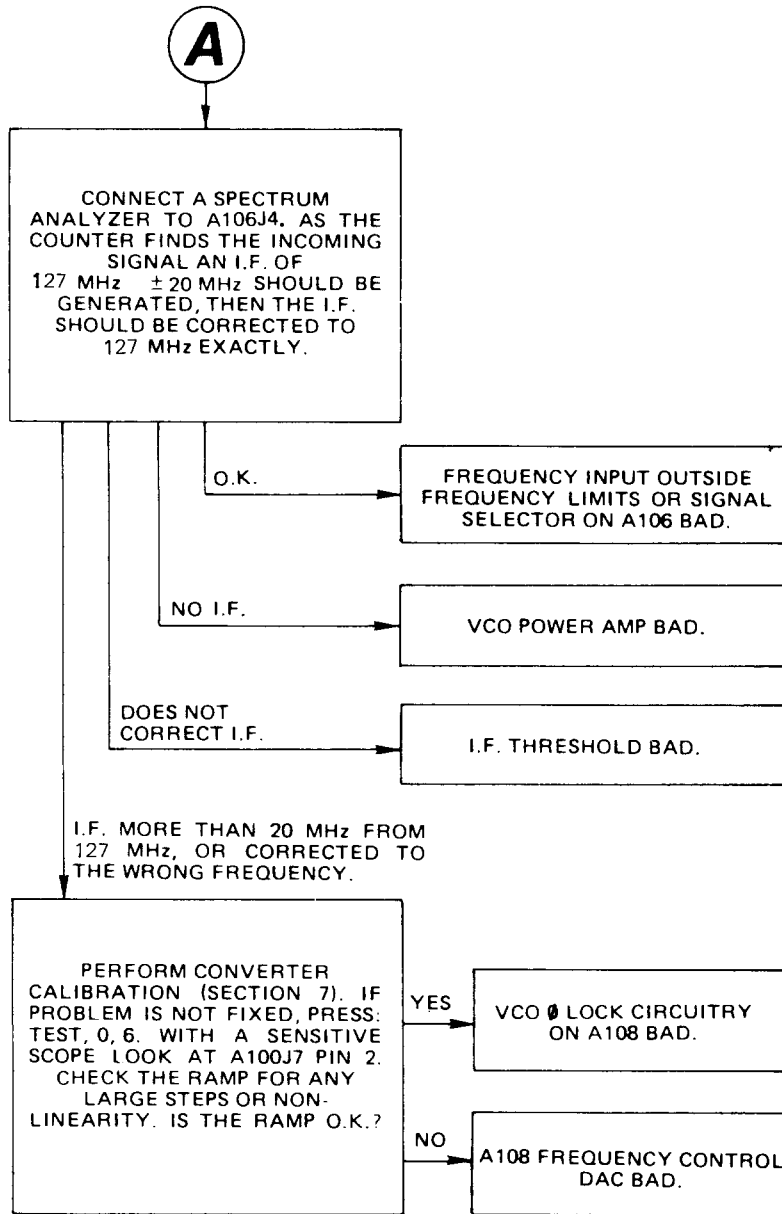 A
CONNECT A SPECTRUM
ANALYZER TO A106J4. AS THE
COUNTER FINDS THE INCOMING
SIGNAL AN I.F. OF
127 MHz ±20 MHz SHOULD BE
GENERATED, THEN THE I.F.
SHOULD BE CORRECTED TO
127 MHz EXACTLY.
O.K.
FREQUENCY INPUT OUTSIDE
FREQUENCY LIMITS OR SIGNAL
SELECTOR ON A106 BAD.
NO I.F.
VCO POWER AMP BAD.
DOES NOT
CORRECT I.F.
I.F. THRESHOLD BAD.
I.F. MORE THAN 20 MHz FROM
127 MHz, OR CORRECTED TO
THE WRONG FREQUENCY.
PERFORM CONVERTER
CALIBRATION (SECTION 7). IF
PROBLEM IS NOT FIXED, PRESS:
TEST, 0, 6. WITH A SENSITIVE
SCOPE LOOK AT A100J7 PIN 2.
CHECK THE RAMP FOR ANY
LARGE STEPS OR NON-
LINEARITY. IS THE RAMP O.K.?
YES
VCO Ø LOCK CIRCUITRY
ON A108 BAD.
NO
A108 FREQUENCY CONTROL
DAC BAD.